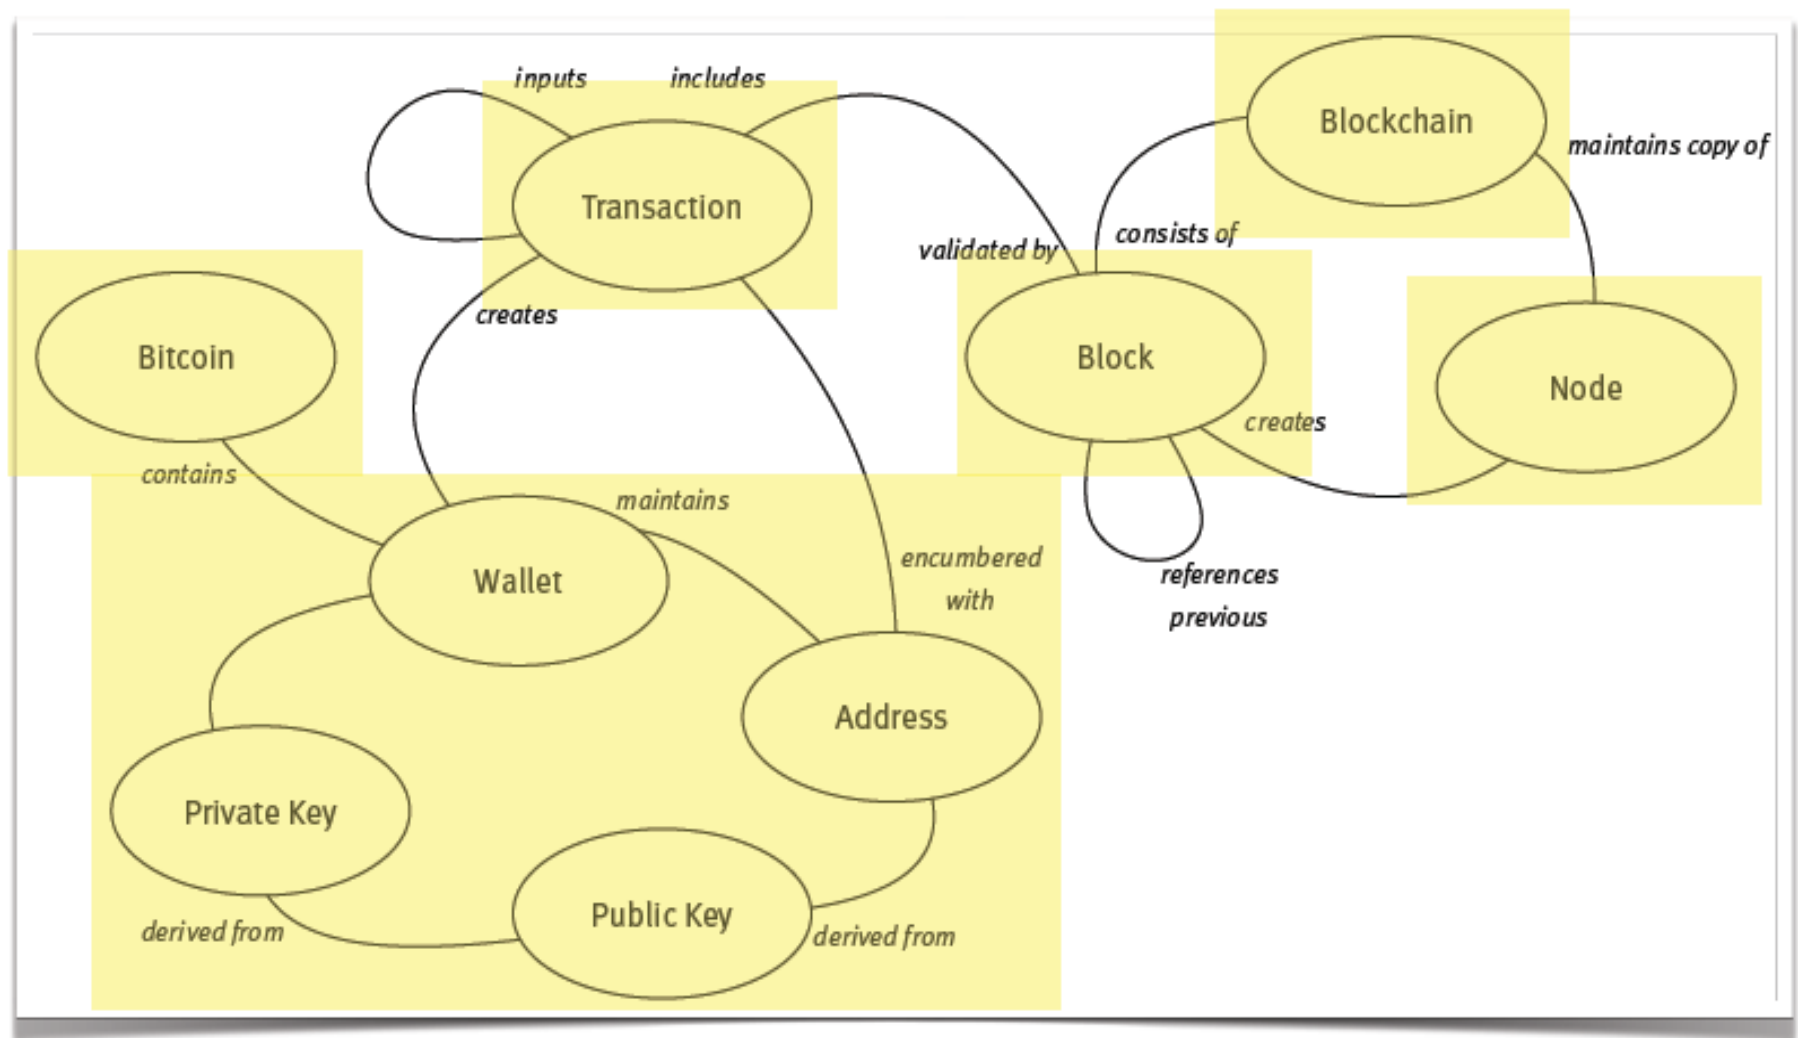 inputs
includes
Blockchain
maintains copy of
Transaction
validated by
consists of
creates
Bitcoin
Block
Node
creates
contains
maintains
encumbered
with
Wallet
references
previous
Address
Private Key
Public Key
derived from
derived from